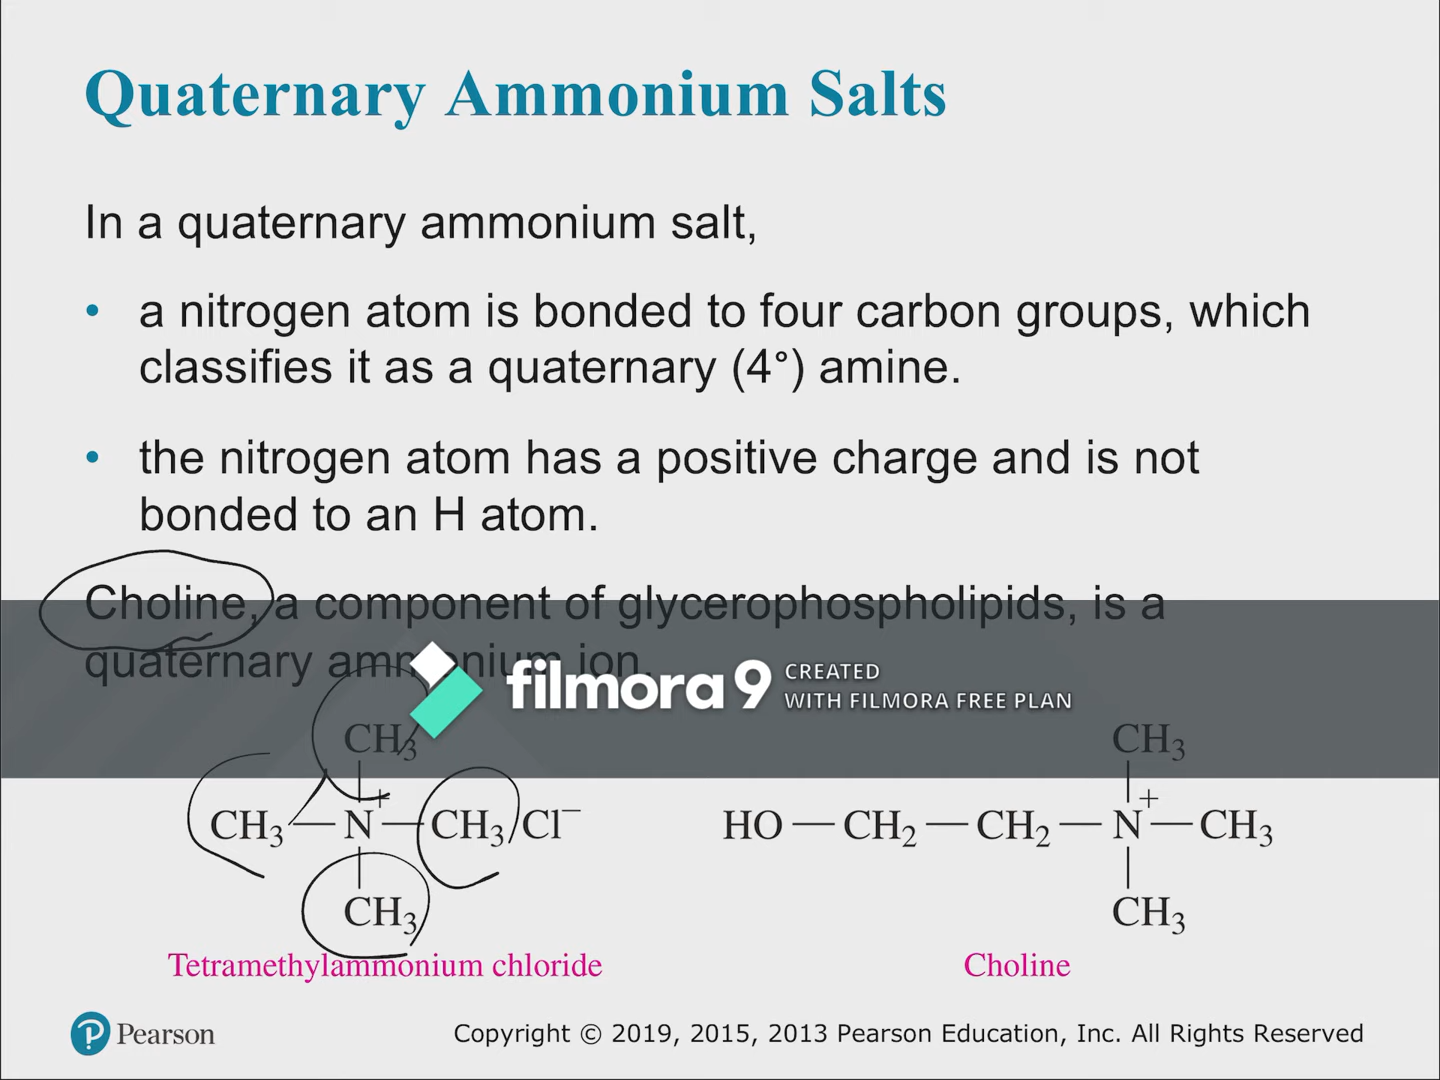 Quaternary Ammonium Salts
In a quaternary ammonium salt,
• a nitrogen atom is bonded to four carbon groups, which
classifies it as a quaternary (4°) amine.
• the nitrogen atom has a positive charge and is not
bonded to an H atom.
Choline, a component of glycerophospholipids, is a
quaternary ammonium ion.
filmora 9 CREATED
WITH FILMORA FREE PLAN
CH₃ CH₃
CH₃—N⁺—CH₃ Cl⁻ HO—CH₂—CH₂—N⁺—CH₃
CH₃ CH₃
Tetramethylammonium chloride Choline
P Pearson Copyright © 2019, 2015, 2013 Pearson Education, Inc. All Rights Reserved